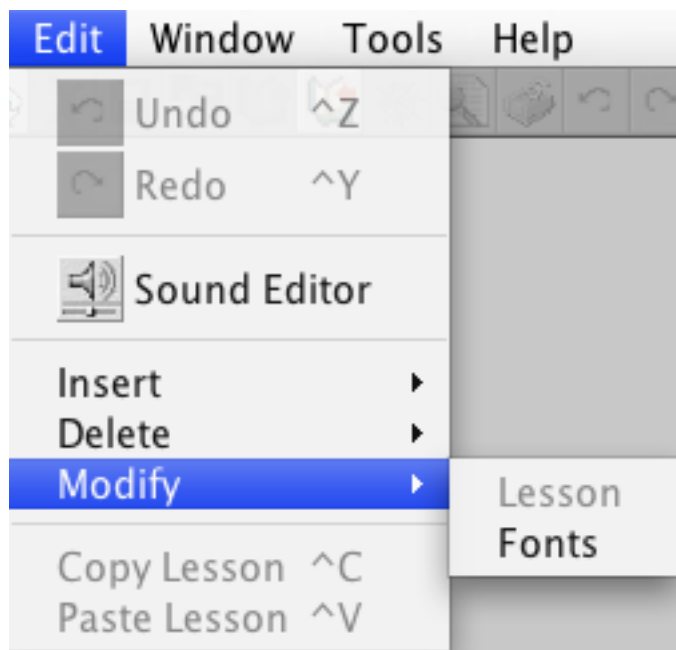 Edit Window Tools Help
Undo ^Z
Redo ^Y
Sound Editor
Insert
Delete
Modify
Lesson
Fonts
Copy Lesson ^C
Paste Lesson ^V